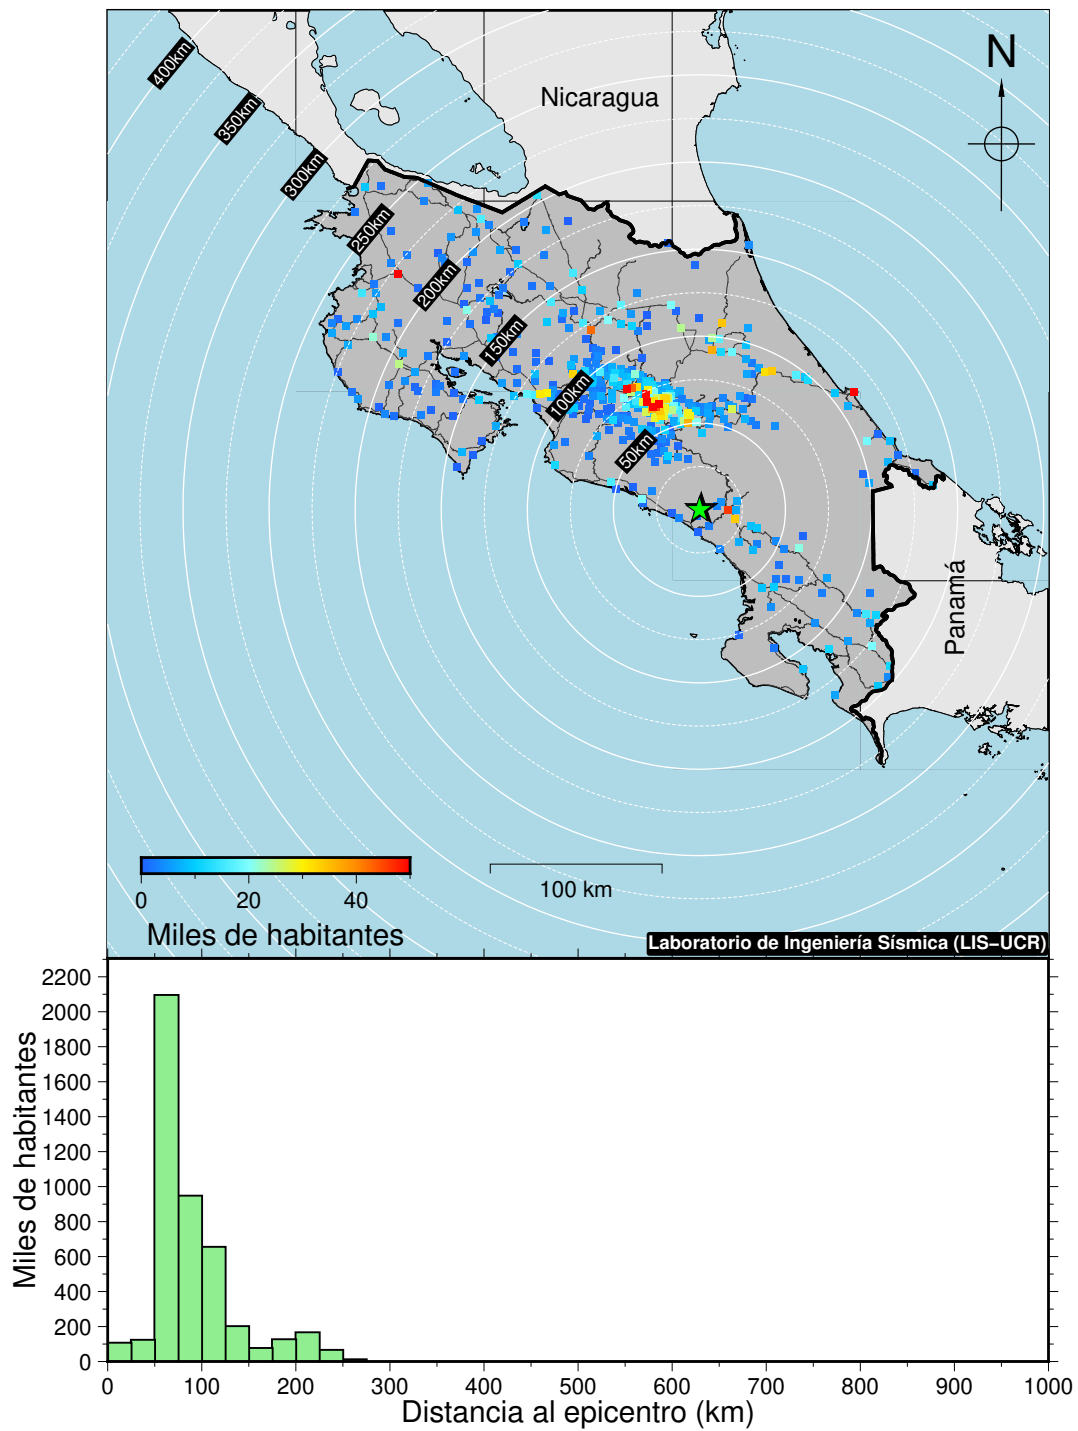 400km
350km
300km
250km
200km
150km
100km
50km
Nicaragua
N
Panamá
0 20 40
Miles de habitantes
100 km
Laboratorio de Ingeniería Sísmica (LIS−UCR)
Miles de habitantes
2200
2000
1800
1600
1400
1200
1000
800
600
400
200
0
0 100 200 300 400 500 600 700 800 900 1000
Distancia al epicentro (km)